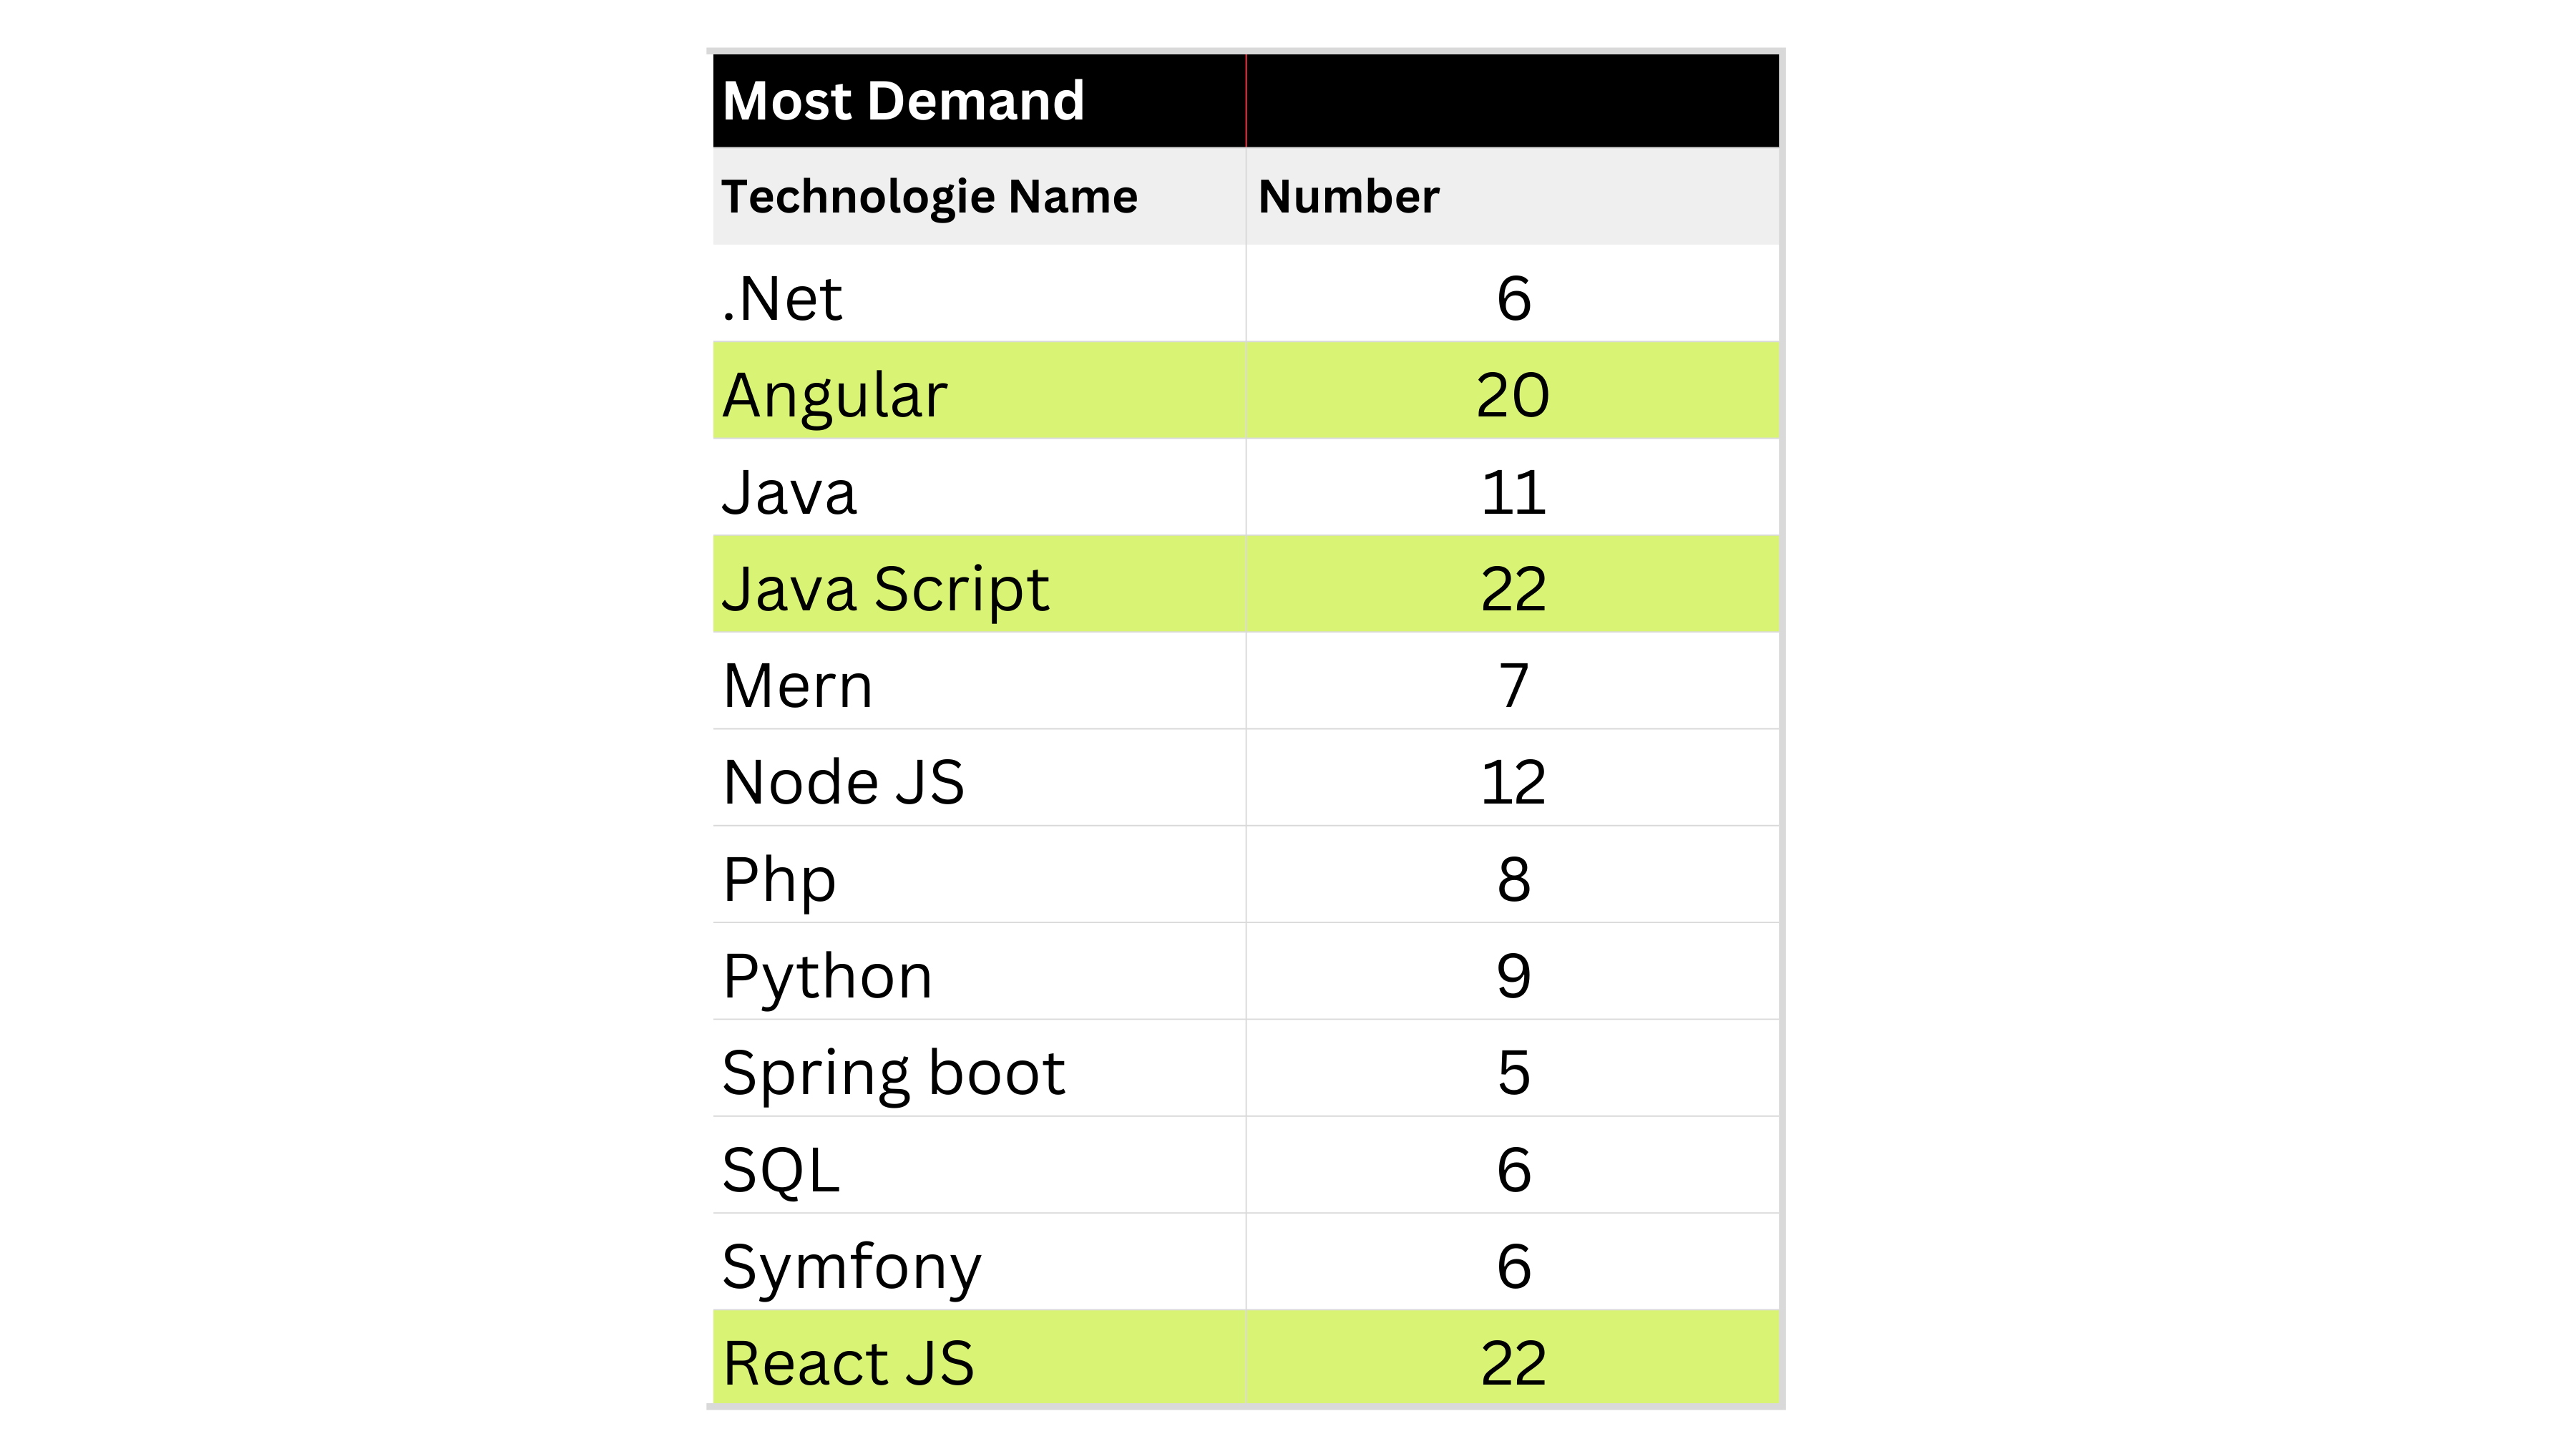 Most Demand
Technologie Name Number
.Net 6
Angular 20
Java 11
Java Script 22
Mern 7
Node JS 12
Php 8
Python 9
Spring boot 5
SQL 6
Symfony 6
React JS 22